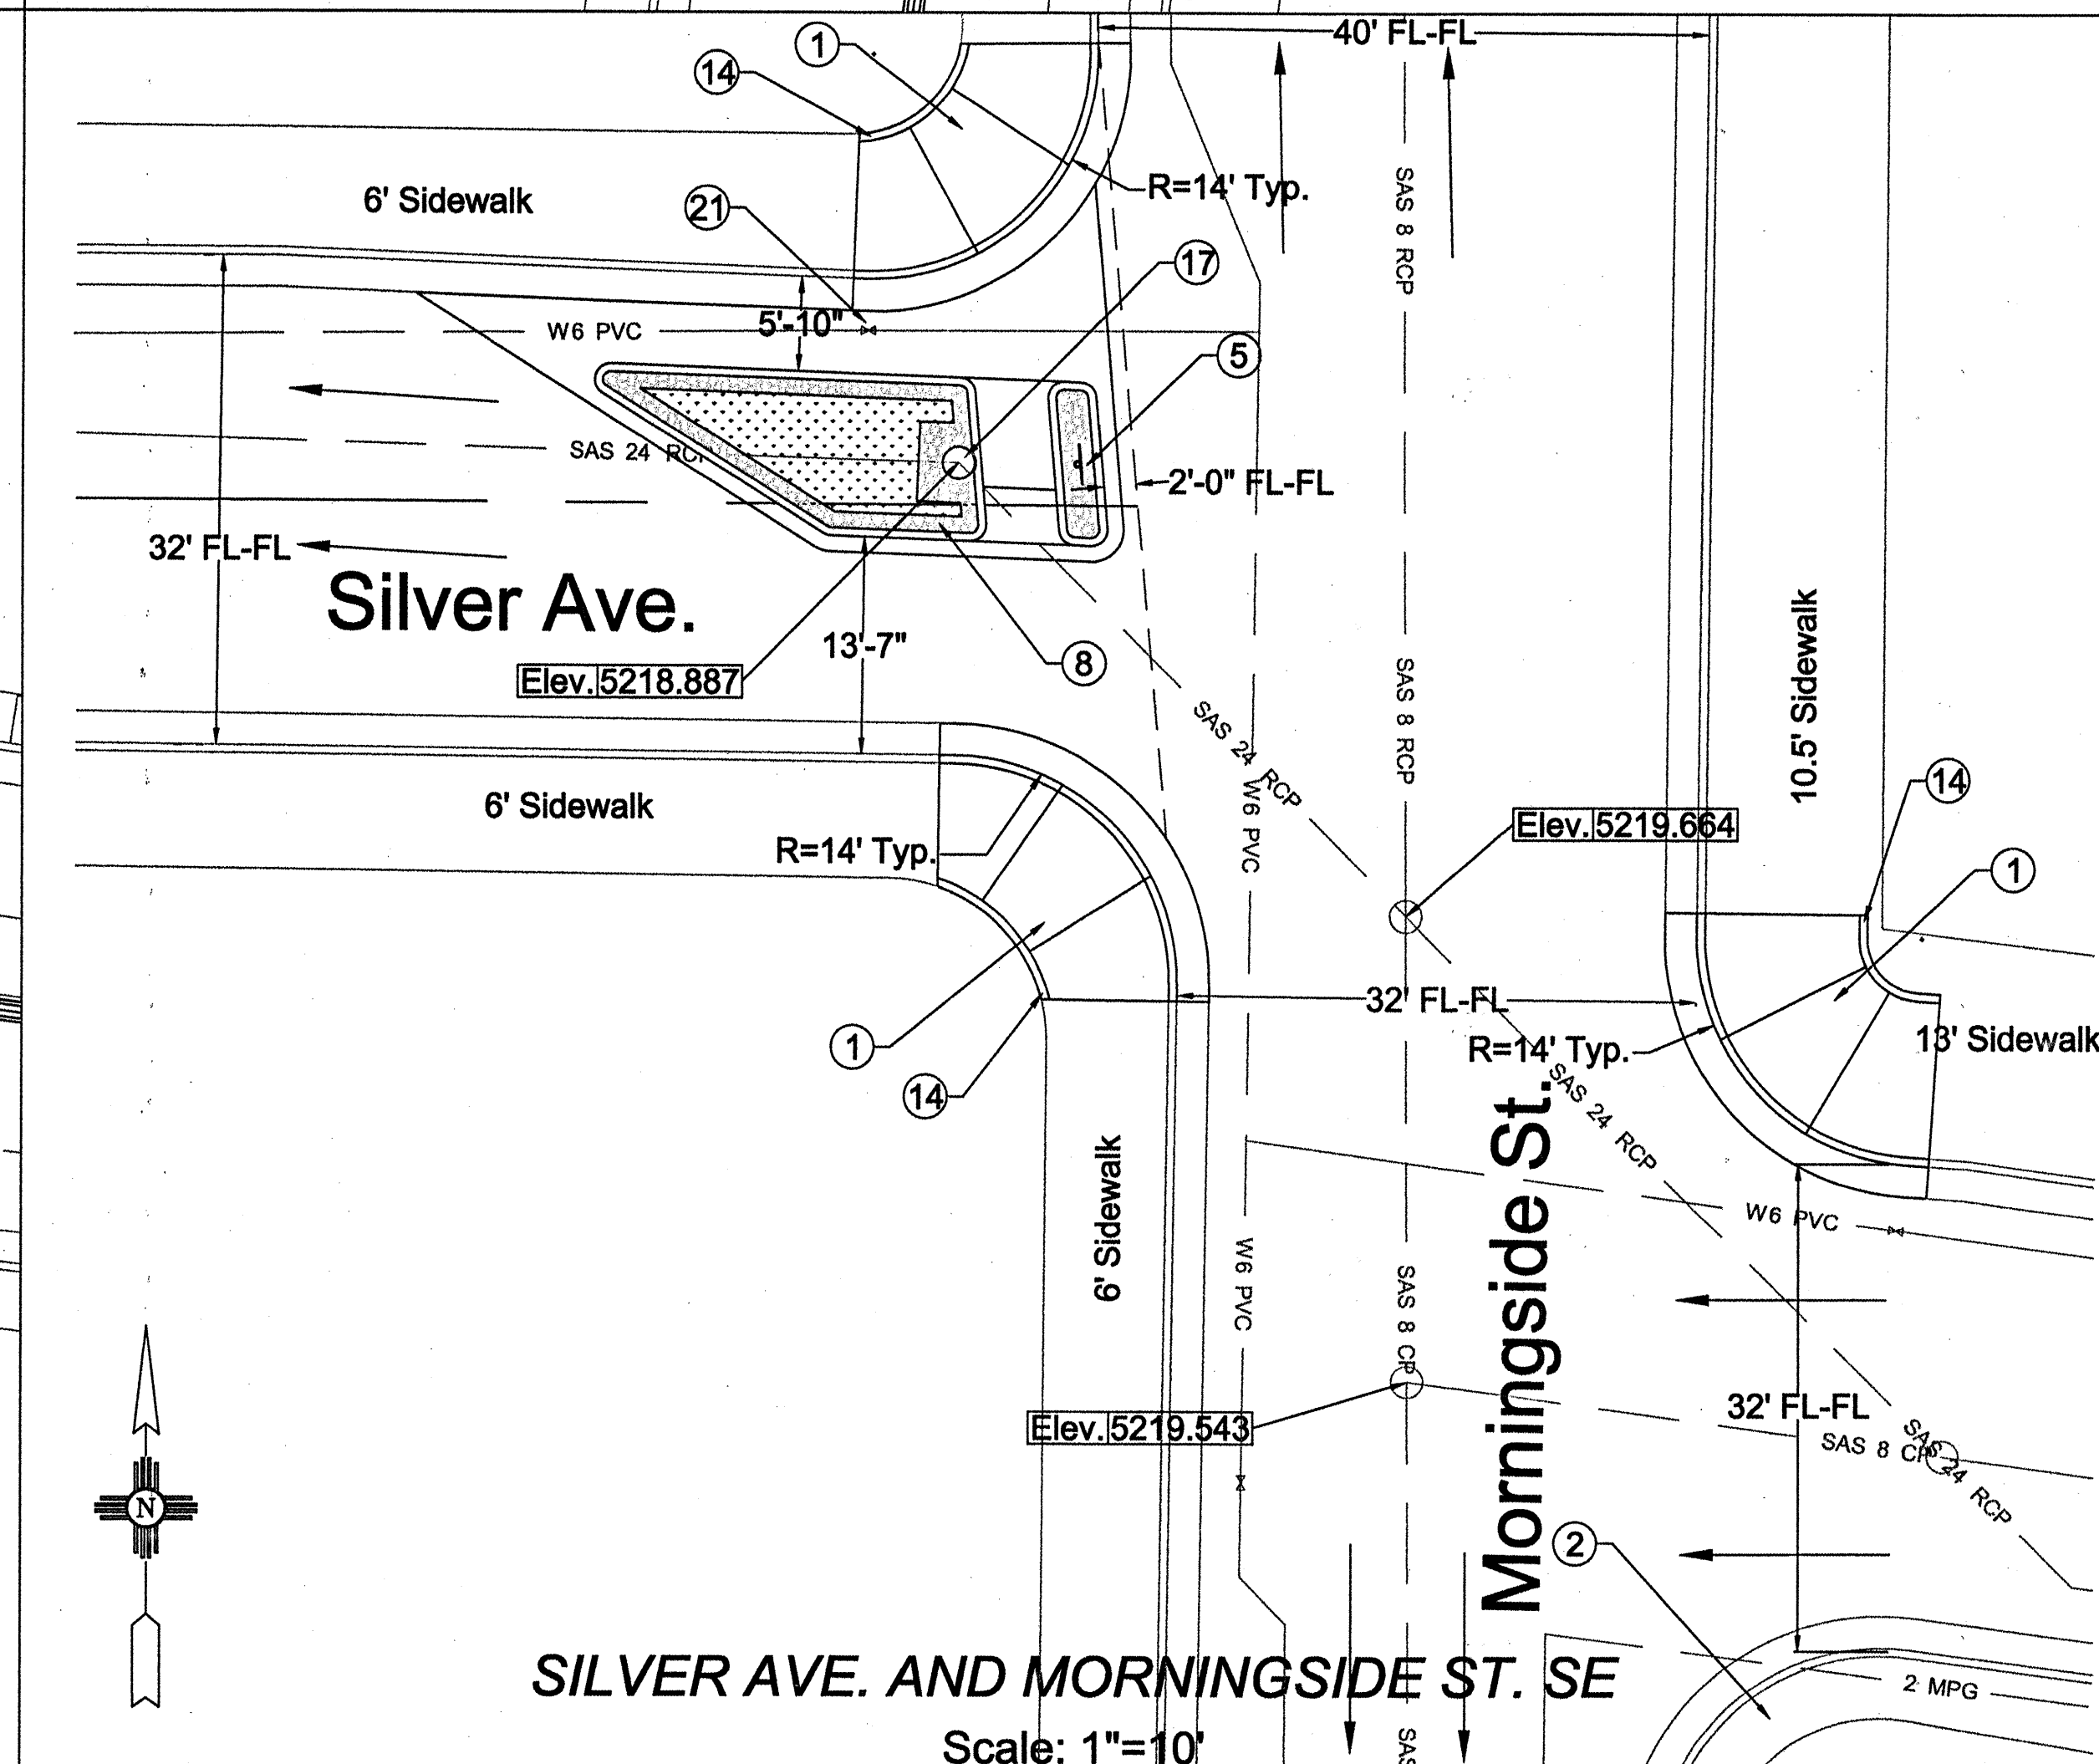 40' FL-FL
1
14
SAS 8 RCP
R=14' Typ.
6' Sidewalk
21
17
W6 PVC
5'-10"
5
SAS 24 RCP
2'-0" FL-FL
32' FL-FL
Silver Ave.
13'-7"
8
Elev. 5218.887
SAS 8 RCP
10.5' Sidewalk
SAS 24 RCP
W6 PVC
14
6' Sidewalk
Elev. 5219.664
R=14' Typ.
1
32' FL-FL
1
R=14' Typ.
13' Sidewalk
14
SAS 24 RCP
6' Sidewalk
Morningside St.
W6 PVC
W6 PVC
SAS 8 CP
32' FL-FL
Elev. 5219.543
SAS 8 CP
SAS 24 RCP
N
2
SILVER AVE. AND MORNINGSIDE ST. SE
2 MPG
Scale: 1"=10'
SAS